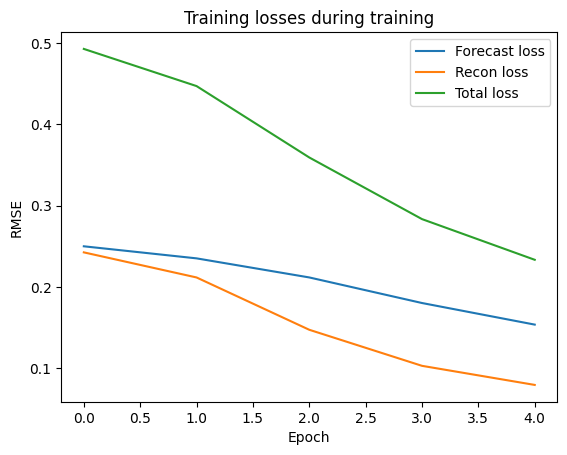 Training losses during training
0.5
0.4
0.3
0.2
0.1
RMSE
Forecast loss
Recon loss
Total loss
0.0 0.5 1.0 1.5 2.0 2.5 3.0 3.5 4.0
Epoch